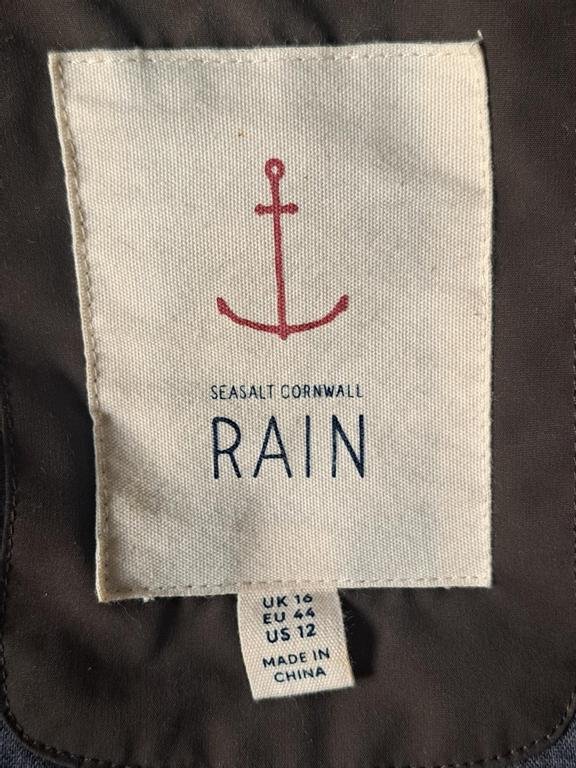 SEASALT CORNWALL
RAIN
UK 16
EU 44
US 12
MADE IN
CHINA